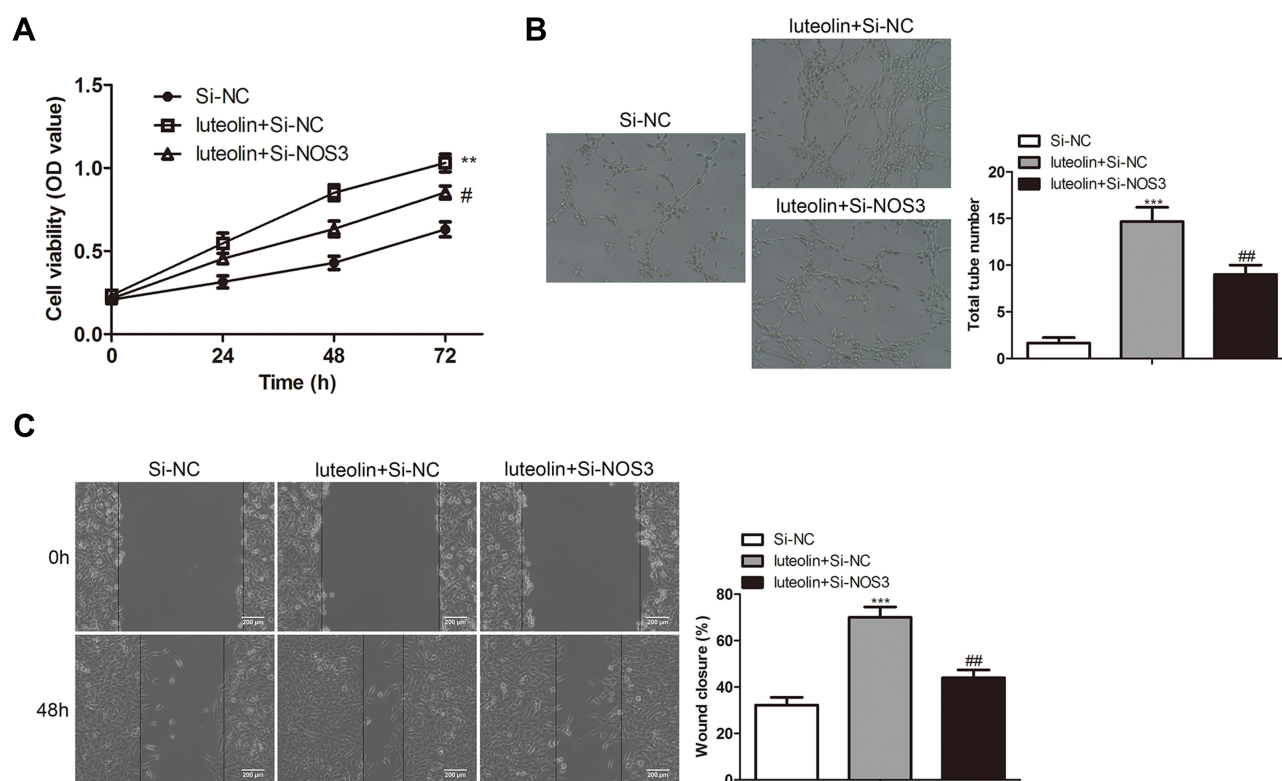 A
Cell viability (OD value)
1.5
1.0
0.5
0.0
Si-NC
luteolin+Si-NC
luteolin+Si-NOS3
**
#
0 24 48 72
Time (h)
B
Si-NC
luteolin+Si-NC
luteolin+Si-NOS3
Si-NC
luteolin+Si-NC
luteolin+Si-NOS3
Total tube number
20
15
10
5
0
***
##
C
Si-NC luteolin+Si-NC luteolin+Si-NOS3
0h
200 μm 200 μm 200 μm
48h
200 μm 200 μm 200 μm
Si-NC
luteolin+Si-NC
luteolin+Si-NOS3
Wound closure (%)
80
60
40
20
0
***
##